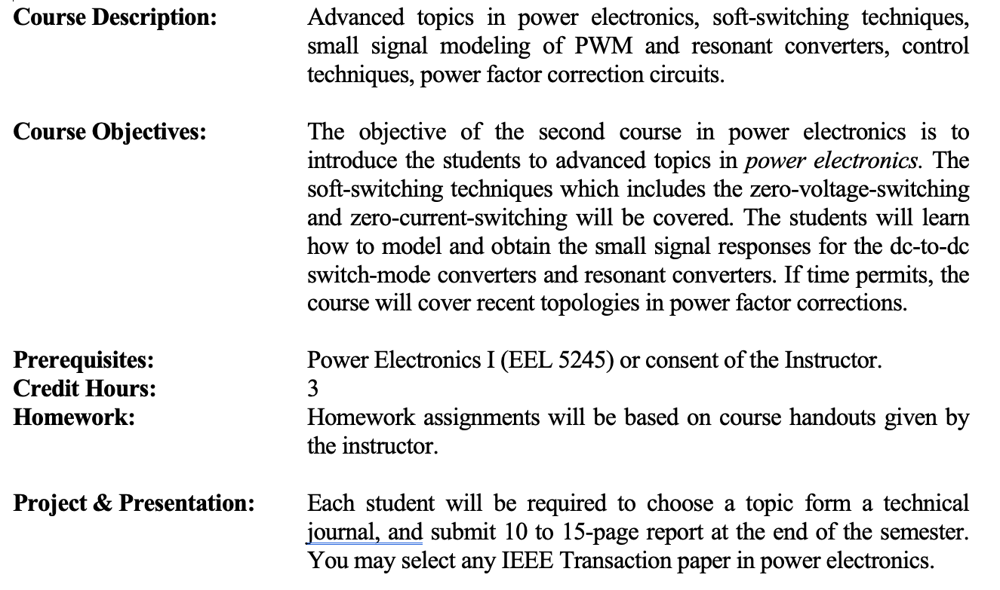 Course Description: Advanced topics in power electronics, soft-switching techniques,
small signal modeling of PWM and resonant converters, control
techniques, power factor correction circuits.
Course Objectives: The objective of the second course in power electronics is to
introduce the students to advanced topics in power electronics. The
soft-switching techniques which includes the zero-voltage-switching
and zero-current-switching will be covered. The students will learn
how to model and obtain the small signal responses for the dc-to-dc
switch-mode converters and resonant converters. If time permits, the
course will cover recent topologies in power factor corrections.
Prerequisites: Power Electronics I (EEL 5245) or consent of the Instructor.
Credit Hours: 3
Homework: Homework assignments will be based on course handouts given by
the instructor.
Project & Presentation: Each student will be required to choose a topic form a technical
journal, and submit 10 to 15-page report at the end of the semester.
You may select any IEEE Transaction paper in power electronics.